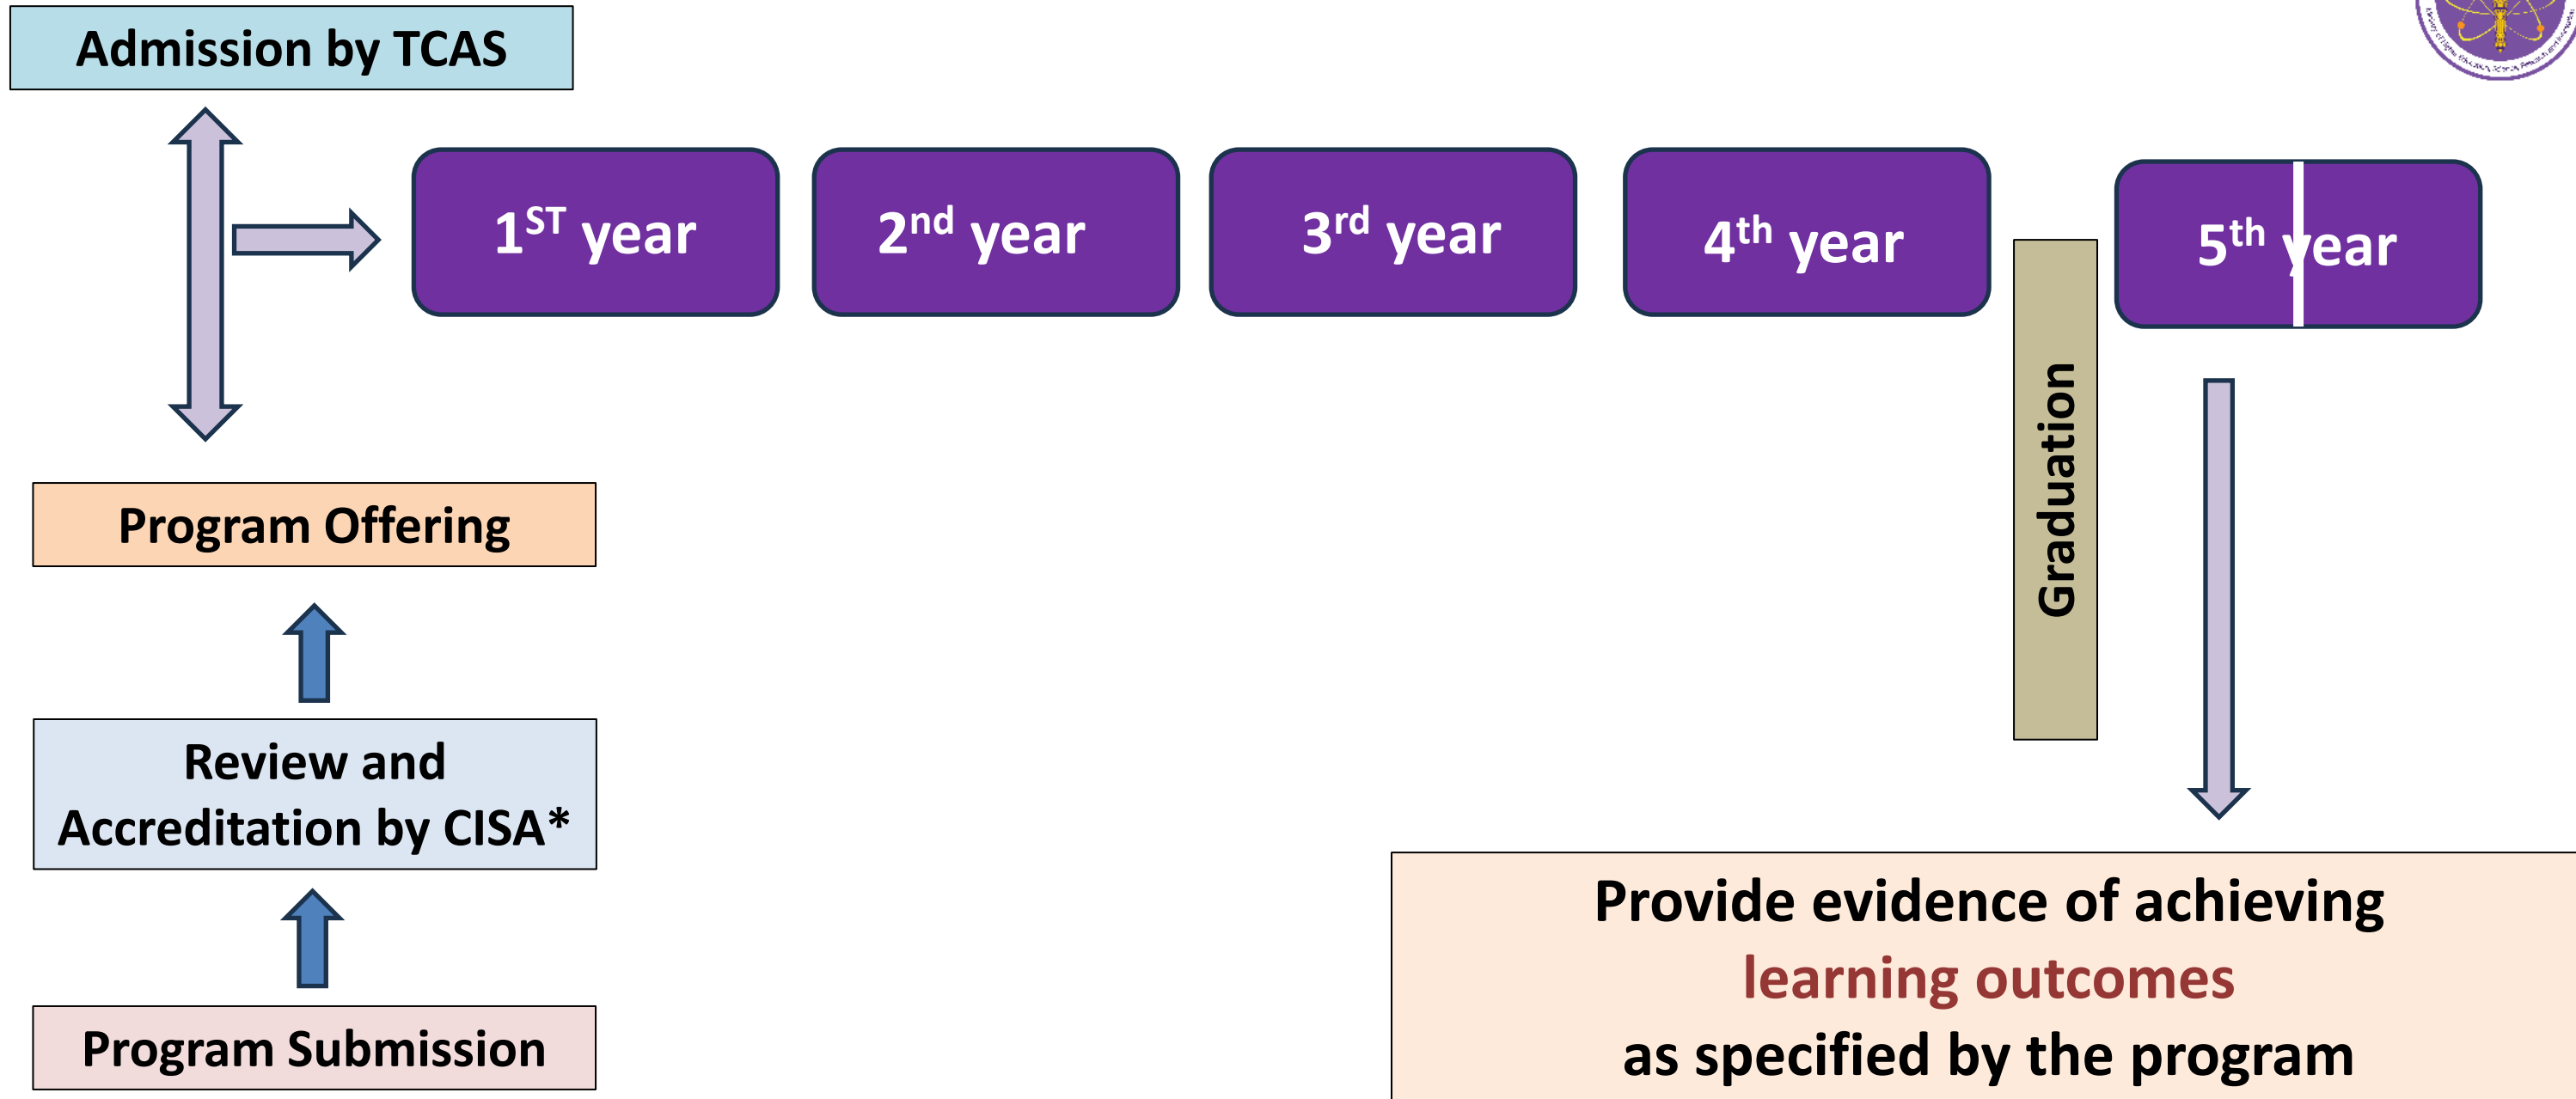 Admission by TCAS
1ST year
2nd year
3rd year
4th year
5th year
Graduation
Program Offering
Review and
Accreditation by CISA*
Program Submission
Provide evidence of achieving
learning outcomes
as specified by the program